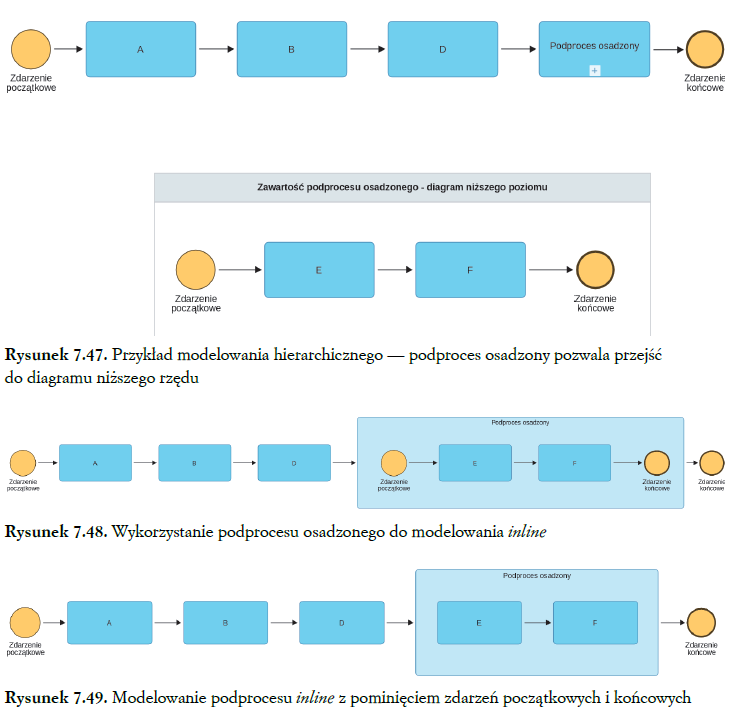 A
B
D
Podproces osadzony
+
Zdarzenie
początkowe
Zdarzenie
końcowe
Zawartość podprocesu osadzonego - diagram niższego poziomu
E
F
Zdarzenie
początkowe
Zdarzenie
końcowe
Rysunek 7.47. Przykład modelowania hierarchicznego — podproces osadzony pozwala przejść
do diagramu niższego rzędu
Podproces osadzony
A
B
G
E
F
Zdarzenie
początkowe
Zdarzenie
początkowe
Zdarzenie
końcowe
Zdarzenie
końcowe
Rysunek 7.48. Wykorzystanie podprocesu osadzonego do modelowania inline
Podproces osadzony
A
B
D
E
F
Zdarzenie
początkowe
Zdarzenie
końcowe
Rysunek 7.49. Modelowanie podprocesu inline z pominięciem zdarzeń początkowych i końcowych